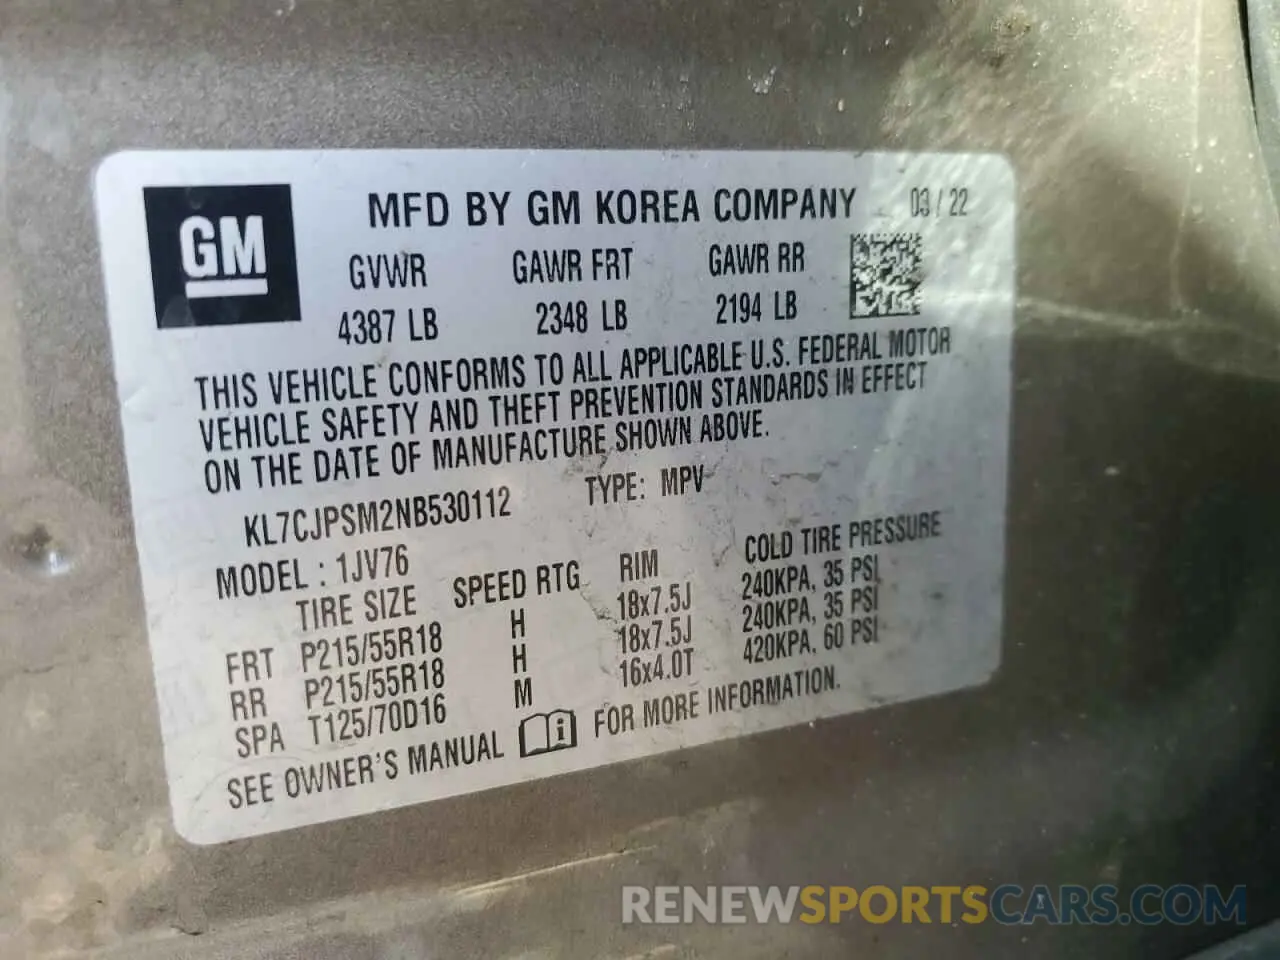 GM
MFD BY GM KOREA COMPANY 03 / 22
GVWR GAWR FRT GAWR RR
4387 LB 2348 LB 2194 LB
THIS VEHICLE CONFORMS TO ALL APPLICABLE U.S. FEDERAL MOTOR
VEHICLE SAFETY AND THEFT PREVENTION STANDARDS IN EFFECT
ON THE DATE OF MANUFACTURE SHOWN ABOVE.
KL7CJPSM2NB530112 TYPE: MPV
MODEL : 1JV76
TIRE SIZE SPEED RTG RIM COLD TIRE PRESSURE
FRT P215/55R18 H 18x7.5J 240KPA, 35 PSI
RR P215/55R18 H 18x7.5J 240KPA, 35 PSI
SPA T125/70D16 M 16x4.0T 420KPA, 60 PSI
SEE OWNER'S MANUAL i FOR MORE INFORMATION.
RENEWSPORTSCARS.COM